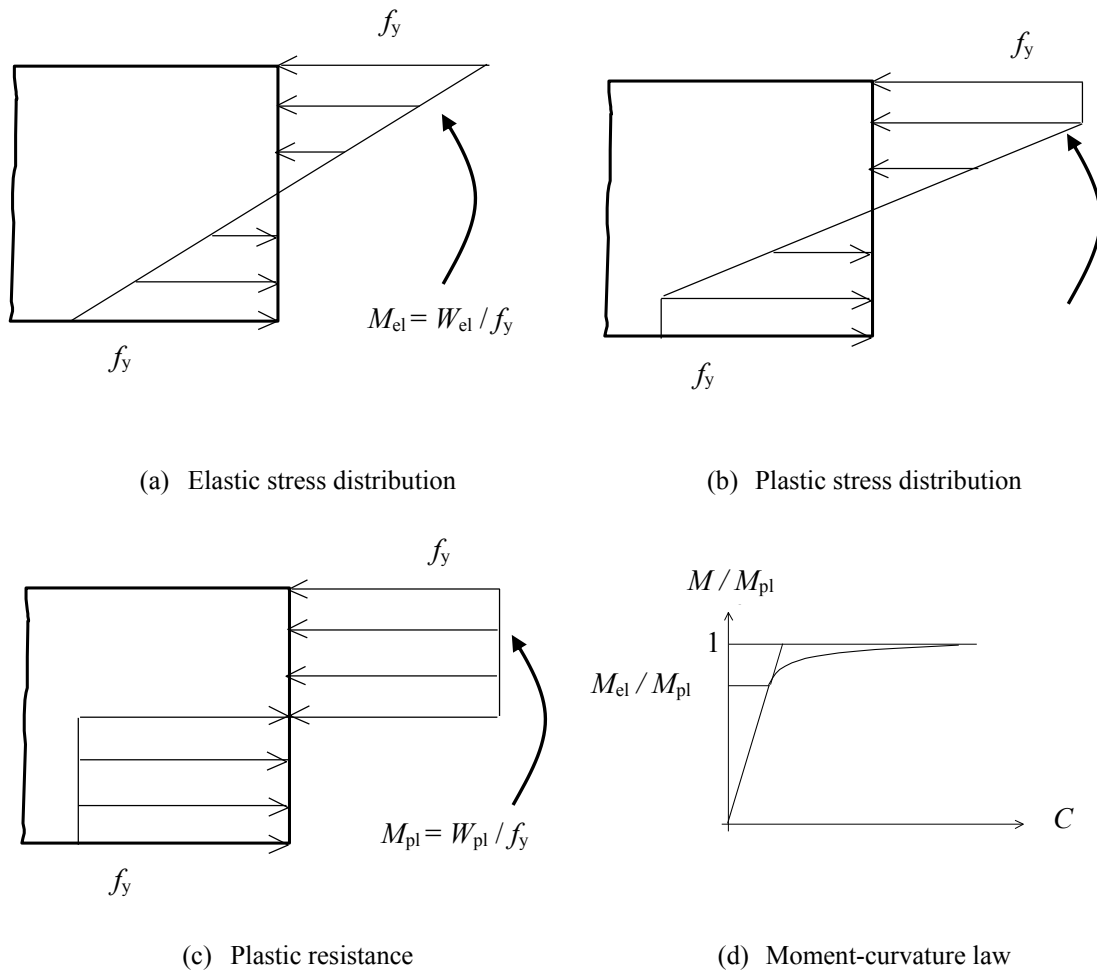 f_y
f_y
M_el = W_el / f_y
f_y
f_y
(a) Elastic stress distribution
(b) Plastic stress distribution
f_y
M_pl = W_pl / f_y
f_y
M / M_pl
1
M_el / M_pl
C
(c) Plastic resistance
(d) Moment-curvature law